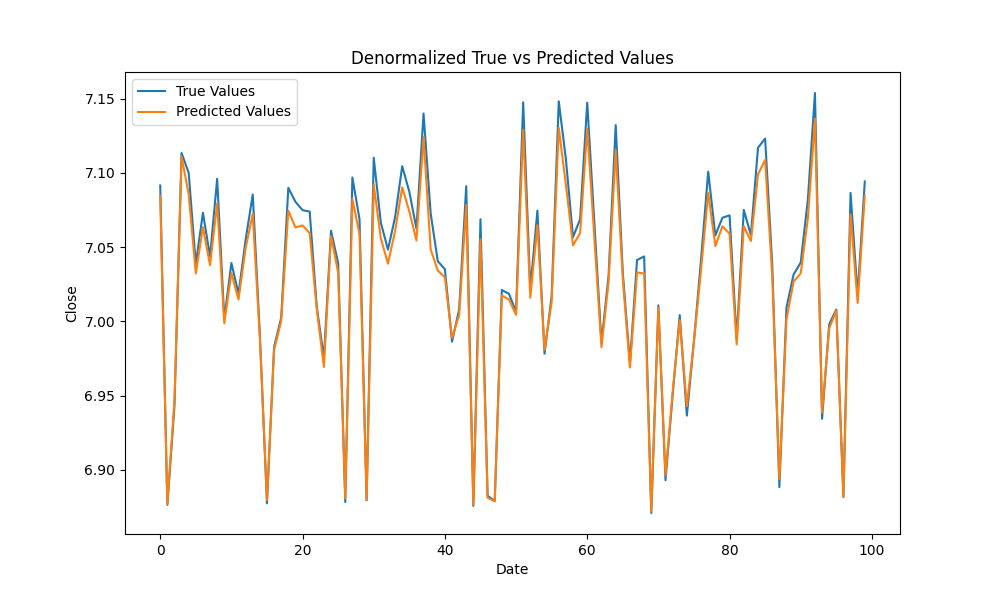 Denormalized True vs Predicted Values
True Values
Predicted Values
Close
7.15
7.10
7.05
7.00
6.95
6.90
0
20
40
60
80
100
Date